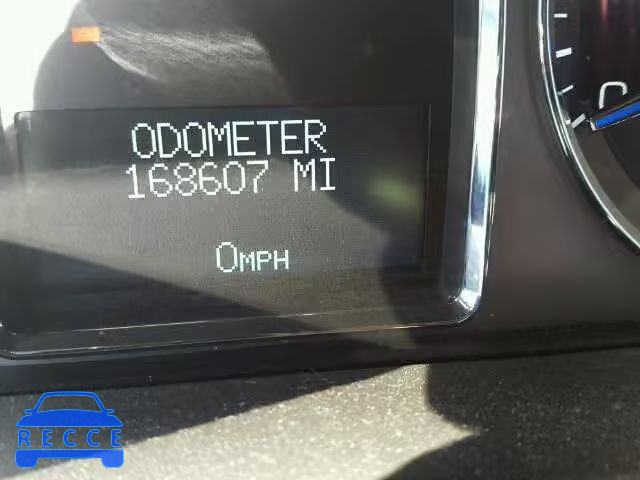 ODOMETER
168607 MI
0MPH
C
RECCE